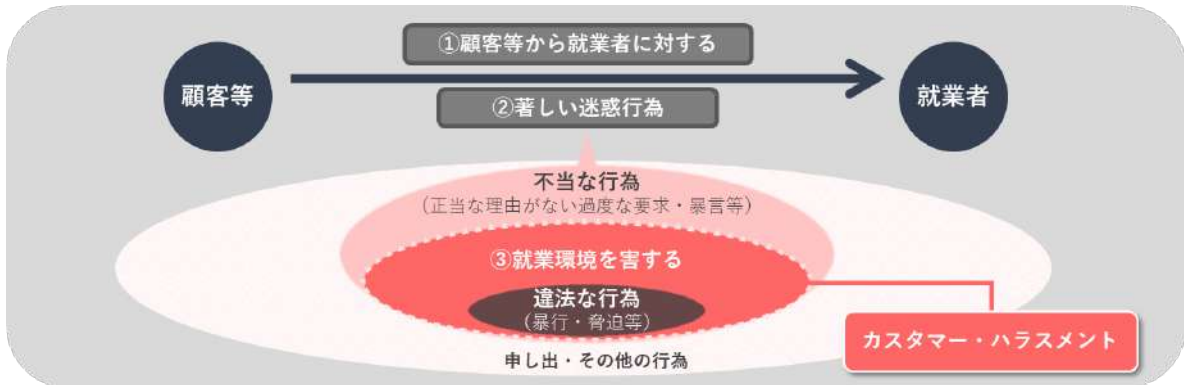 ①顧客等から就業者に対する
顧客等
就業者
②著しい迷惑行為
不当な行為
(正当な理由がない過度な要求・暴言等)
③就業環境を害する
違法な行為
(暴行・脅迫等)
カスタマー・ハラスメント
申し出・その他の行為